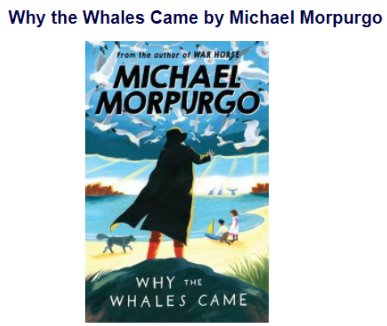 Why the Whales Came by Michael Morpurgo
From the author of WAR HORSE
MICHAEL
MORPURGO
WHY THE
WHALES CAME